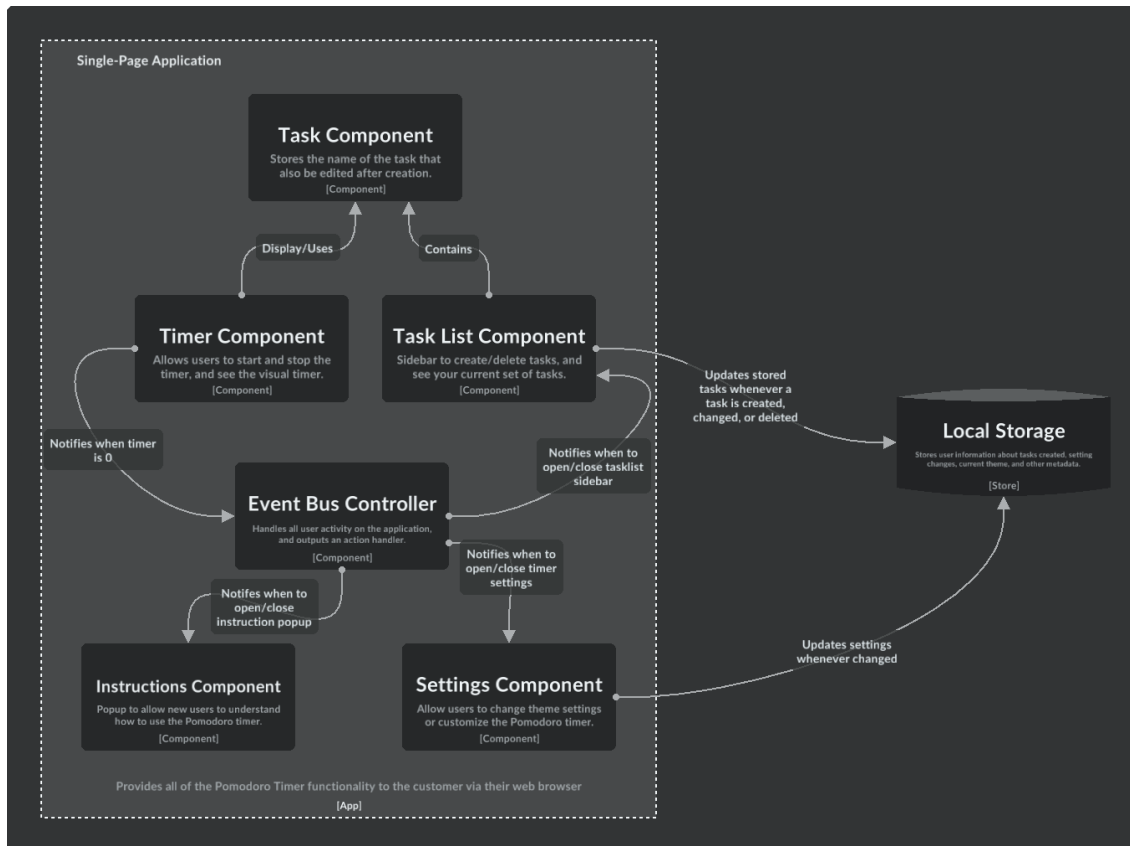 Single-Page Application
Task Component
Stores the name of the task that
also be edited after creation.
[Component]
Display/Uses
Contains
Timer Component
Allows users to start and stop the
timer, and see the visual timer.
[Component]
Task List Component
Sidebar to create/delete tasks, and
see your current set of tasks.
[Component]
Updates stored
tasks whenever a
task is created,
changed, or deleted
Local Storage
Stores user information about tasks created, setting
changes, current theme, and other metadata.
[Store]
Notifies when timer
is 0
Notifies when to
open/close tasklist
sidebar
Event Bus Controller
Handles all user activity on the application,
and outputs an action handler.
[Component]
Notifies when to
open/close timer
settings
Notifes when to
open/close
instruction popup
Updates settings
whenever changed
Instructions Component
Popup to allow new users to understand
how to use the Pomodoro timer.
[Component]
Settings Component
Allow users to change theme settings
or customize the Pomodoro timer.
[Component]
Provides all of the Pomodoro Timer functionality to the customer via their web browser
[App]